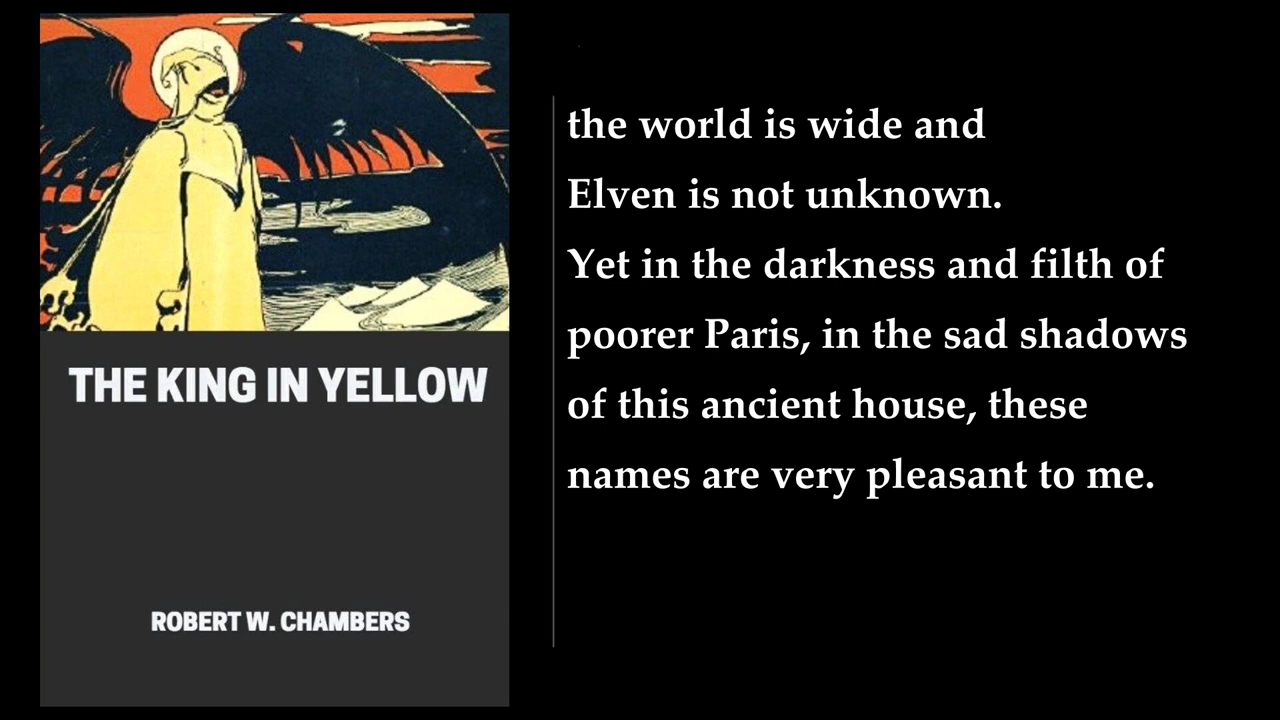 THE KING IN YELLOW
ROBERT W. CHAMBERS
the world is wide and
Elven is not unknown.
Yet in the darkness and filth of
poorer Paris, in the sad shadows
of this ancient house, these
names are very pleasant to me.